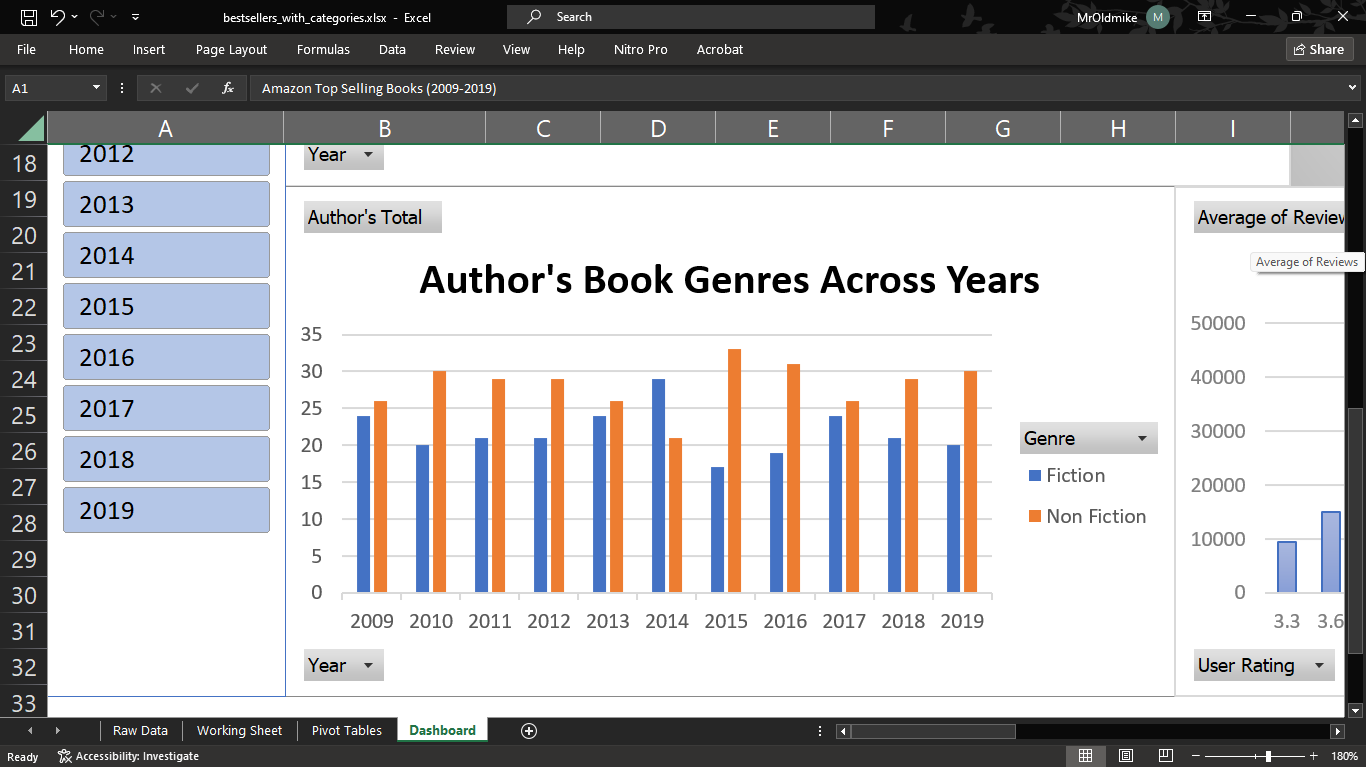 bestsellers_with_categories.xlsx - Excel
Search
MrOldmike
M
File Home Insert Page Layout Formulas Data Review View Help Nitro Pro Acrobat
Share
A1
fx
Amazon Top Selling Books (2009-2019)
A B C D E F G H I
18
19
20
21
22
23
24
25
26
27
28
29
30
31
32
33
2012
2013
2014
2015
2016
2017
2018
2019
Year
Author's Total
Author's Book Genres Across Years
35
30
25
20
15
10
5
0
2009 2010 2011 2012 2013 2014 2015 2016 2017 2018 2019
Genre
Fiction
Non Fiction
Year
Average of Review
Average of Reviews
50000
40000
30000
20000
10000
0
3.3 3.6
User Rating
Raw Data Working Sheet Pivot Tables Dashboard
Ready
Accessibility: Investigate
180%